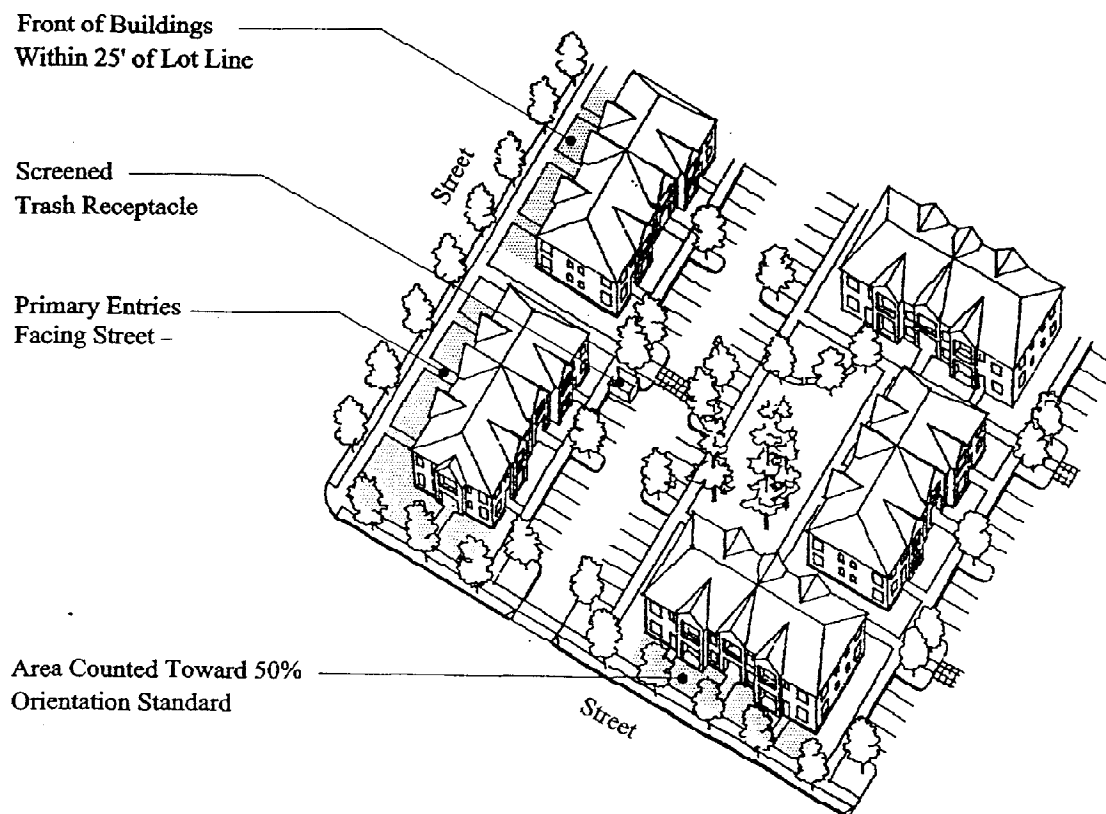 Front of Buildings
Within 25' of Lot Line
Street
Screened
Trash Receptacle
Primary Entries
Facing Street –
Area Counted Toward 50%
Orientation Standard
Street